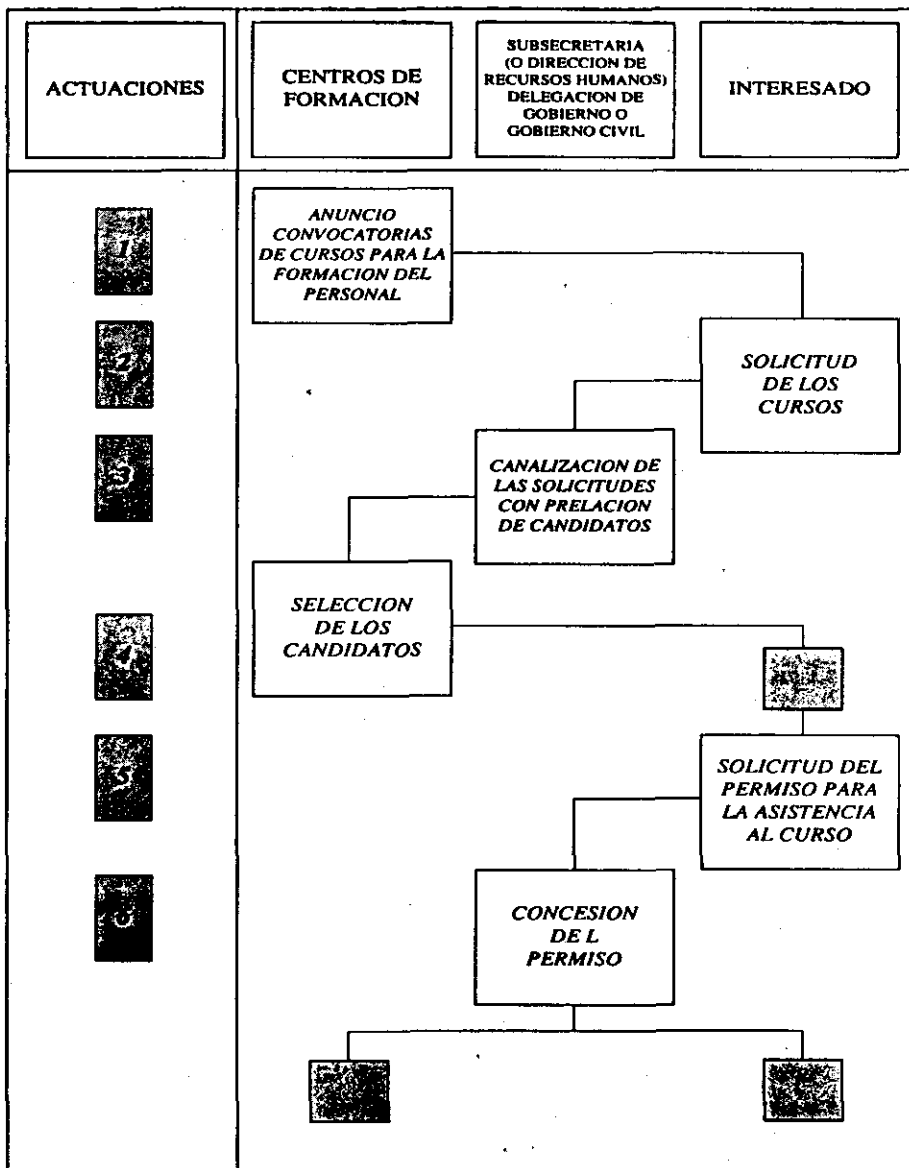 ACTUACIONES
CENTROS DE
FORMACION
SUBSECRETARIA
(O DIRECCION DE
RECURSOS HUMANOS)
DELEGACION DE
GOBIERNO O
GOBIERNO CIVIL
INTERESADO
1
ANUNCIO
CONVOCATORIAS
DE CURSOS PARA LA
FORMACION DEL
PERSONAL
2
SOLICITUD
DE LOS
CURSOS
3
CANALIZACION DE
LAS SOLICITUDES
CON PRELACION
DE CANDIDATOS
4
SELECCION
DE LOS
CANDIDATOS
5
SOLICITUD DEL
PERMISO PARA
LA ASISTENCIA
AL CURSO
6
CONCESION
DE L
PERMISO